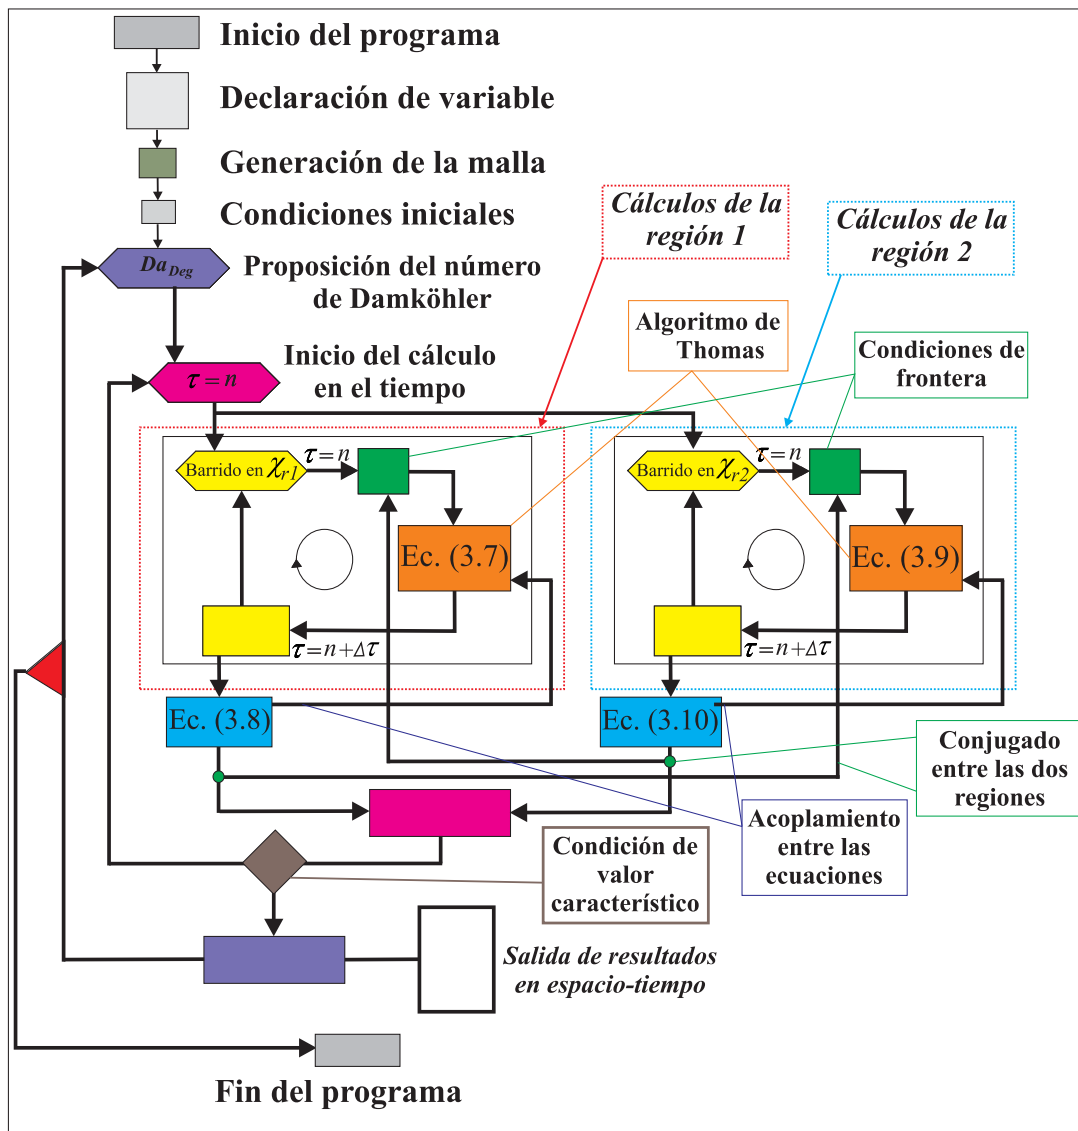 Inicio del programa
Declaración de variable
Generación de la malla
Condiciones iniciales
Da Deg
Proposición del número
de Damköhler
Cálculos de la
región 1
Cálculos de la
región 2
Algoritmo de
Thomas
Condiciones de
frontera
Inicio del cálculo
en el tiempo
τ = n
Barrido en χr1
τ = n
Ec. (3.7)
τ = n + Δτ
Ec. (3.8)
Barrido en χr2
τ = n
Ec. (3.9)
τ = n + Δτ
Ec. (3.10)
Conjugado
entre las dos
regiones
Acoplamiento
entre las
ecuaciones
Condición de
valor
característico
Salida de resultados
en espacio-tiempo
Fin del programa